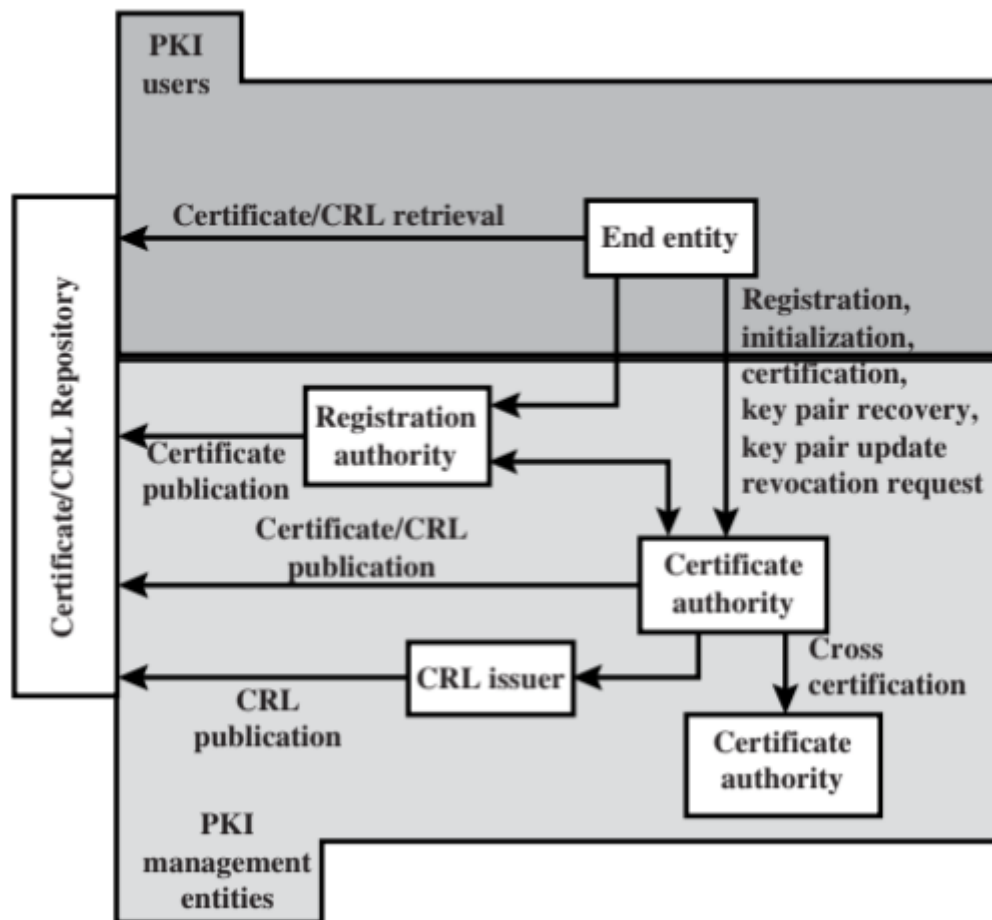 PKI
users
Certificate/CRL retrieval
End entity
Registration,
initialization,
certification,
key pair recovery,
key pair update
revocation request
Certificate/CRL Repository
Registration
authority
Certificate
publication
Certificate/CRL
publication
Certificate
authority
CRL issuer
CRL
publication
Cross
certification
Certificate
authority
PKI
management
entities